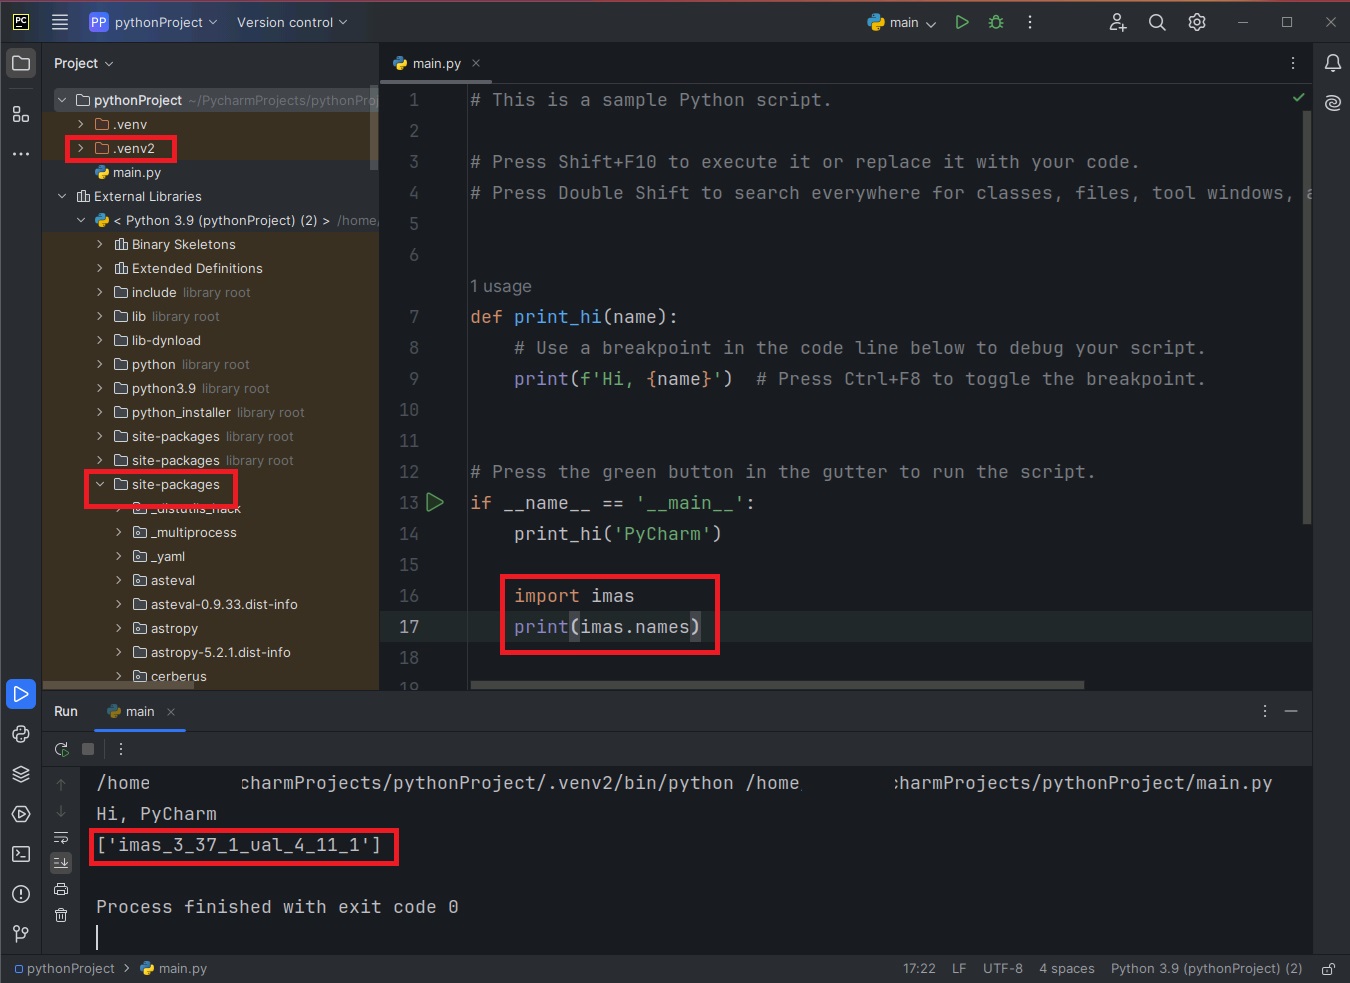 PC
PP pythonProject
Version control
main
Project
main.py
pythonProject ~/PycharmProjects/pythonProj
.venv
.venv2
main.py
External Libraries
< Python 3.9 (pythonProject) (2) > /home/
Binary Skeletons
Extended Definitions
include library root
lib library root
lib-dynload
python library root
python3.9 library root
python_installer library root
site-packages library root
site-packages library root
site-packages
_distutils_hack
_multiprocess
_yaml
asteval
asteval-0.9.33.dist-info
astropy
astropy-5.2.1.dist-info
cerberus
1 # This is a sample Python script.
2
3 # Press Shift+F10 to execute it or replace it with your code.
4 # Press Double Shift to search everywhere for classes, files, tool windows, a
5
6
1 usage
7 def print_hi(name):
8 # Use a breakpoint in the code line below to debug your script.
9 print(f'Hi, {name}') # Press Ctrl+F8 to toggle the breakpoint.
10
11
12 # Press the green button in the gutter to run the script.
13 if __name__ == '__main__':
14 print_hi('PyCharm')
15
16 import imas
17 print(imas.names)
18
19
Run
main
/home charmProjects/pythonProject/.venv2/bin/python /home charmProjects/pythonProject/main.py
Hi, PyCharm
['imas_3_37_1_ual_4_11_1']
Process finished with exit code 0
pythonProject > main.py
17:22 LF UTF-8 4 spaces Python 3.9 (pythonProject) (2)